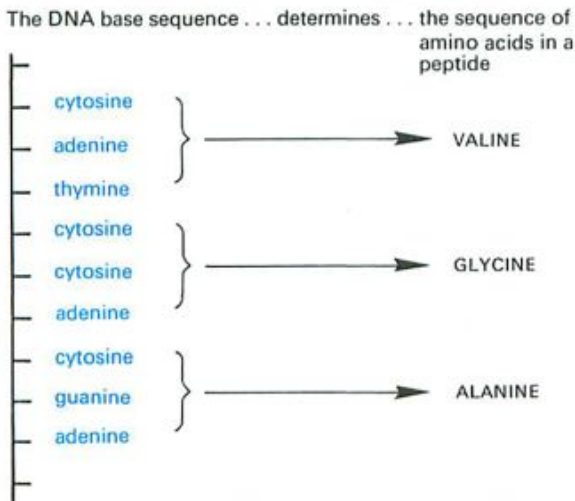 The DNA base sequence ... determines ... the sequence of
amino acids in a
peptide
cytosine
adenine
thymine
VALINE
cytosine
cytosine
adenine
GLYCINE
cytosine
guanine
adenine
ALANINE